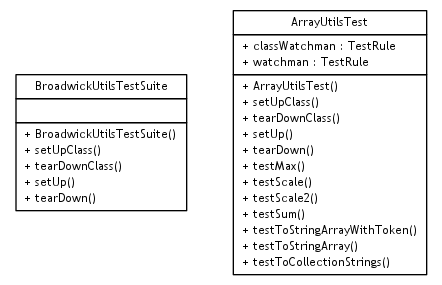 BroadwickUtilsTestSuite
+ BroadwickUtilsTestSuite()
+ setUpClass()
+ tearDownClass()
+ setUp()
+ tearDown()
ArrayUtilsTest
+ classWatchman : TestRule
+ watchman : TestRule
+ ArrayUtilsTest()
+ setUpClass()
+ tearDownClass()
+ setUp()
+ tearDown()
+ testMax()
+ testScale()
+ testScale2()
+ testSum()
+ testToStringArrayWithToken()
+ testToStringArray()
+ testToCollectionStrings()